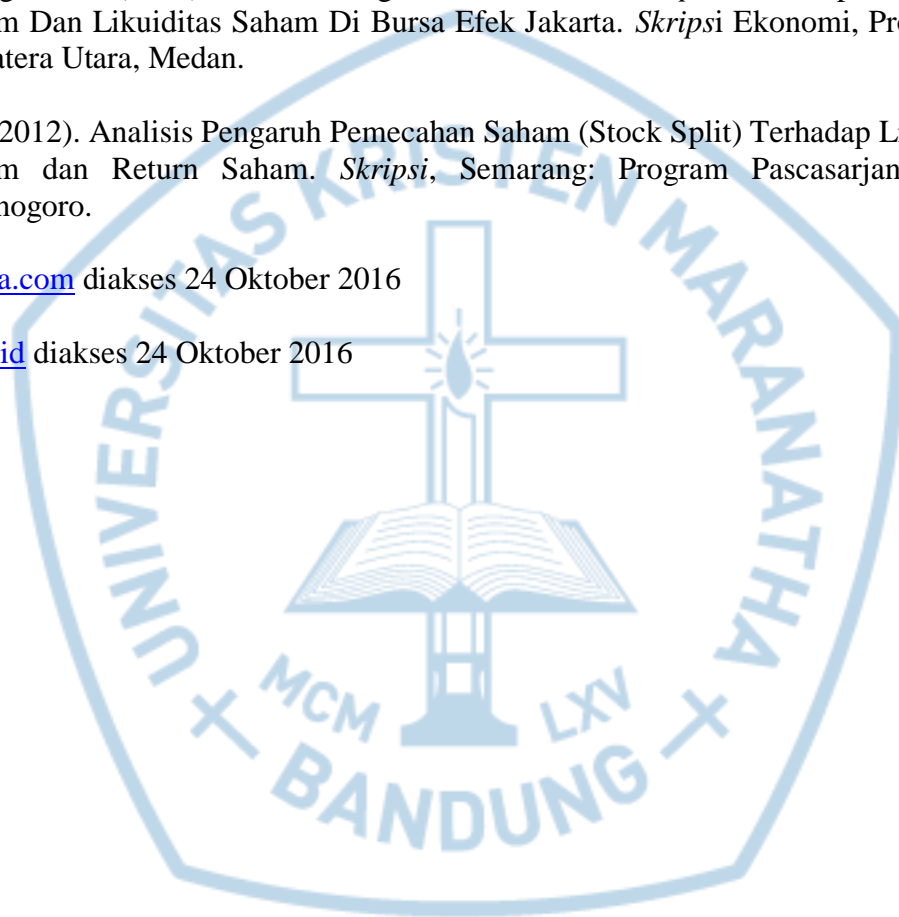 m Dan Likuiditas Saham Di Bursa Efek Jakarta. Skripsi Ekonomi, Pro
atera Utara, Medan.
2012). Analisis Pengaruh Pemecahan Saham (Stock Split) Terhadap Li
m dan Return Saham. Skripsi, Semarang: Program Pascasarjan
nogoro.
a.com diakses 24 Oktober 2016
id diakses 24 Oktober 2016
UNIVERSITAS KRISTEN MARANATHA
MCM LXV
BANDUNG